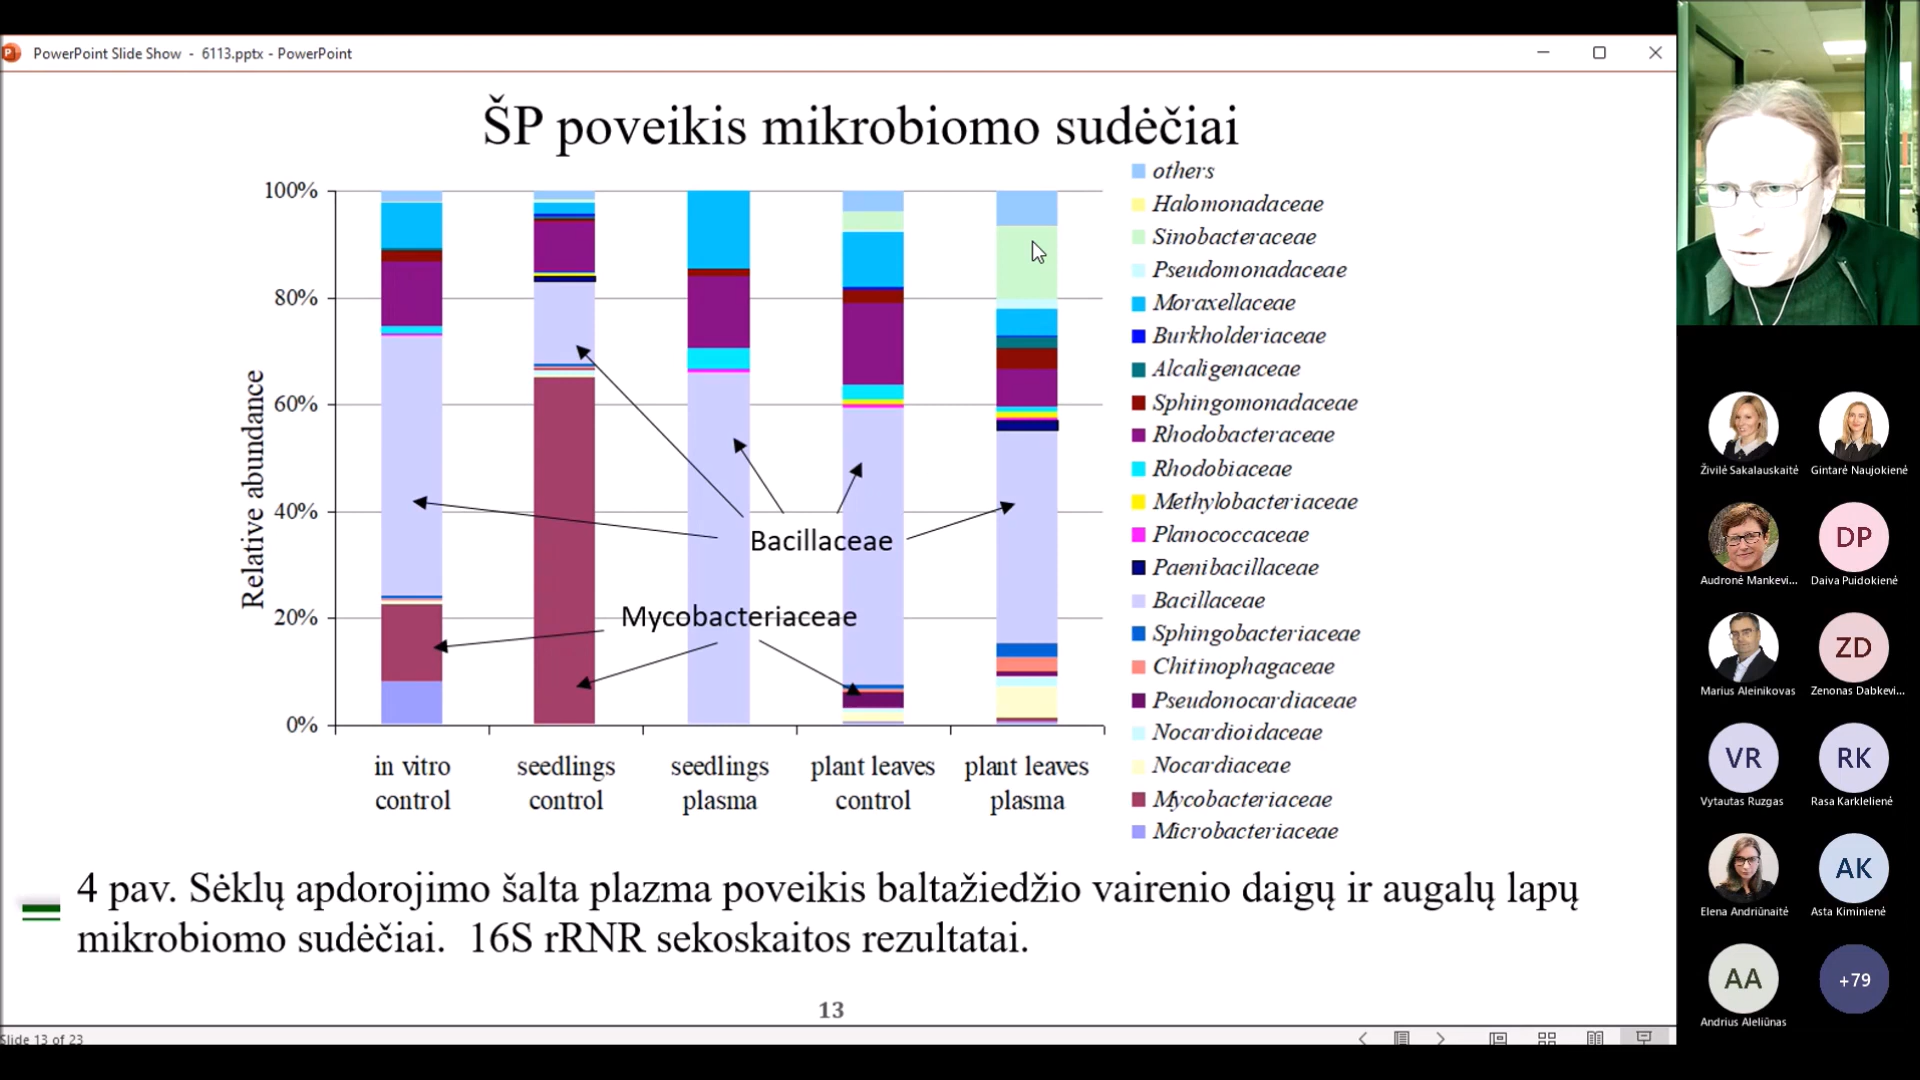 PowerPoint Slide Show - 6113.pptx - PowerPoint
ŠP poveikis mikrobiomo sudėčiai
100%
80%
60%
40%
20%
0%
Relative abundance
Bacillaceae
Mycobacteriaceae
in vitro
control
seedlings
control
seedlings
plasma
plant leaves
control
plant leaves
plasma
others
Halomonadaceae
Sinobacteraceae
Pseudomonadaceae
Moraxellaceae
Burkholderiaceae
Alcaligenaceae
Sphingomonadaceae
Rhodobacteraceae
Rhodobiaceae
Methylobacteriaceae
Planococcaceae
Paenibacillaceae
Bacillaceae
Sphingobacteriaceae
Chitinophagaceae
Pseudonocardiaceae
Nocardioidaceae
Nocardiaceae
Mycobacteriaceae
Microbacteriaceae
4 pav. Sėklų apdorojimo šalta plazma poveikis baltažiedžio vairenio daigų ir augalų lapų
mikrobiomo sudėčiai. 16S rRNR sekoskaitos rezultatai.
13
Slide 13 of 23
Živilė Sakalauskaitė
Gintarė Naujokienė
Audronė Mankevi...
DP
Daiva Puidokienė
Marius Aleinikovas
ZD
Zenonas Dabkevi...
VR
Vytautas Ruzgas
RK
Rasa Karklelienė
Elena Andriūnaitė
AK
Asta Kiminienė
AA
Andrius Aleliūnas
+79